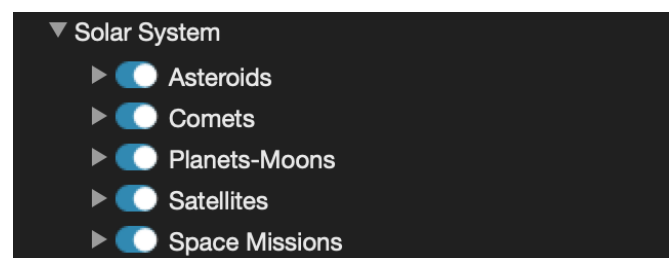 Solar System
Asteroids
Comets
Planets-Moons
Satellites
Space Missions